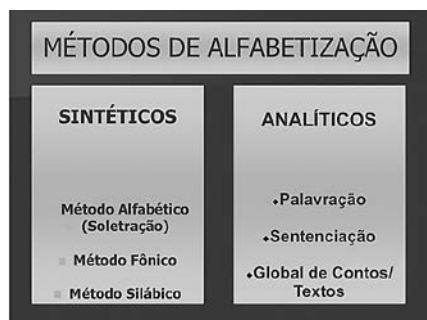 MÉTODOS DE ALFABETIZAÇÃO
SINTÉTICOS
Método Alfabético
(Soletração)
Método Fônico
Método Silábico
ANALÍTICOS
Palavração
Sentenciação
Global de Contos/
Textos